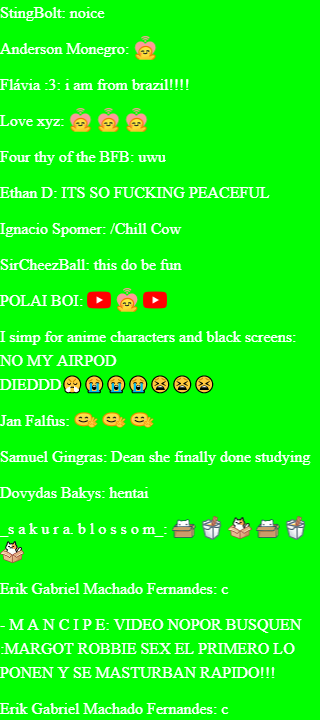 StingBolt: noice
Anderson Monegro:
Flávia :3: i am from brazil!!!!
Love xyz:
Four thy of the BFB: uwu
Ethan D: ITS SO FUCKING PEACEFUL
Ignacio Spomer: /Chill Cow
SirCheezBall: this do be fun
POLAI BOI:
I simp for anime characters and black screens:
NO MY AIRPOD
DIEDDD😤😭😭😭😫😫😫
Jan Falfus: 🤗 🤗 🤗
Samuel Gingras: Dean she finally done studying
Dovydas Bakys: hentai
_s a k u r a. b l o s s o m_:
Erik Gabriel Machado Fernandes: c
- M A N C I P E: VIDEO NOPOR BUSQUEN
:MARGOT ROBBIE SEX EL PRIMERO LO
PONEN Y SE MASTURBAN RAPIDO!!!
Erik Gabriel Machado Fernandes: c